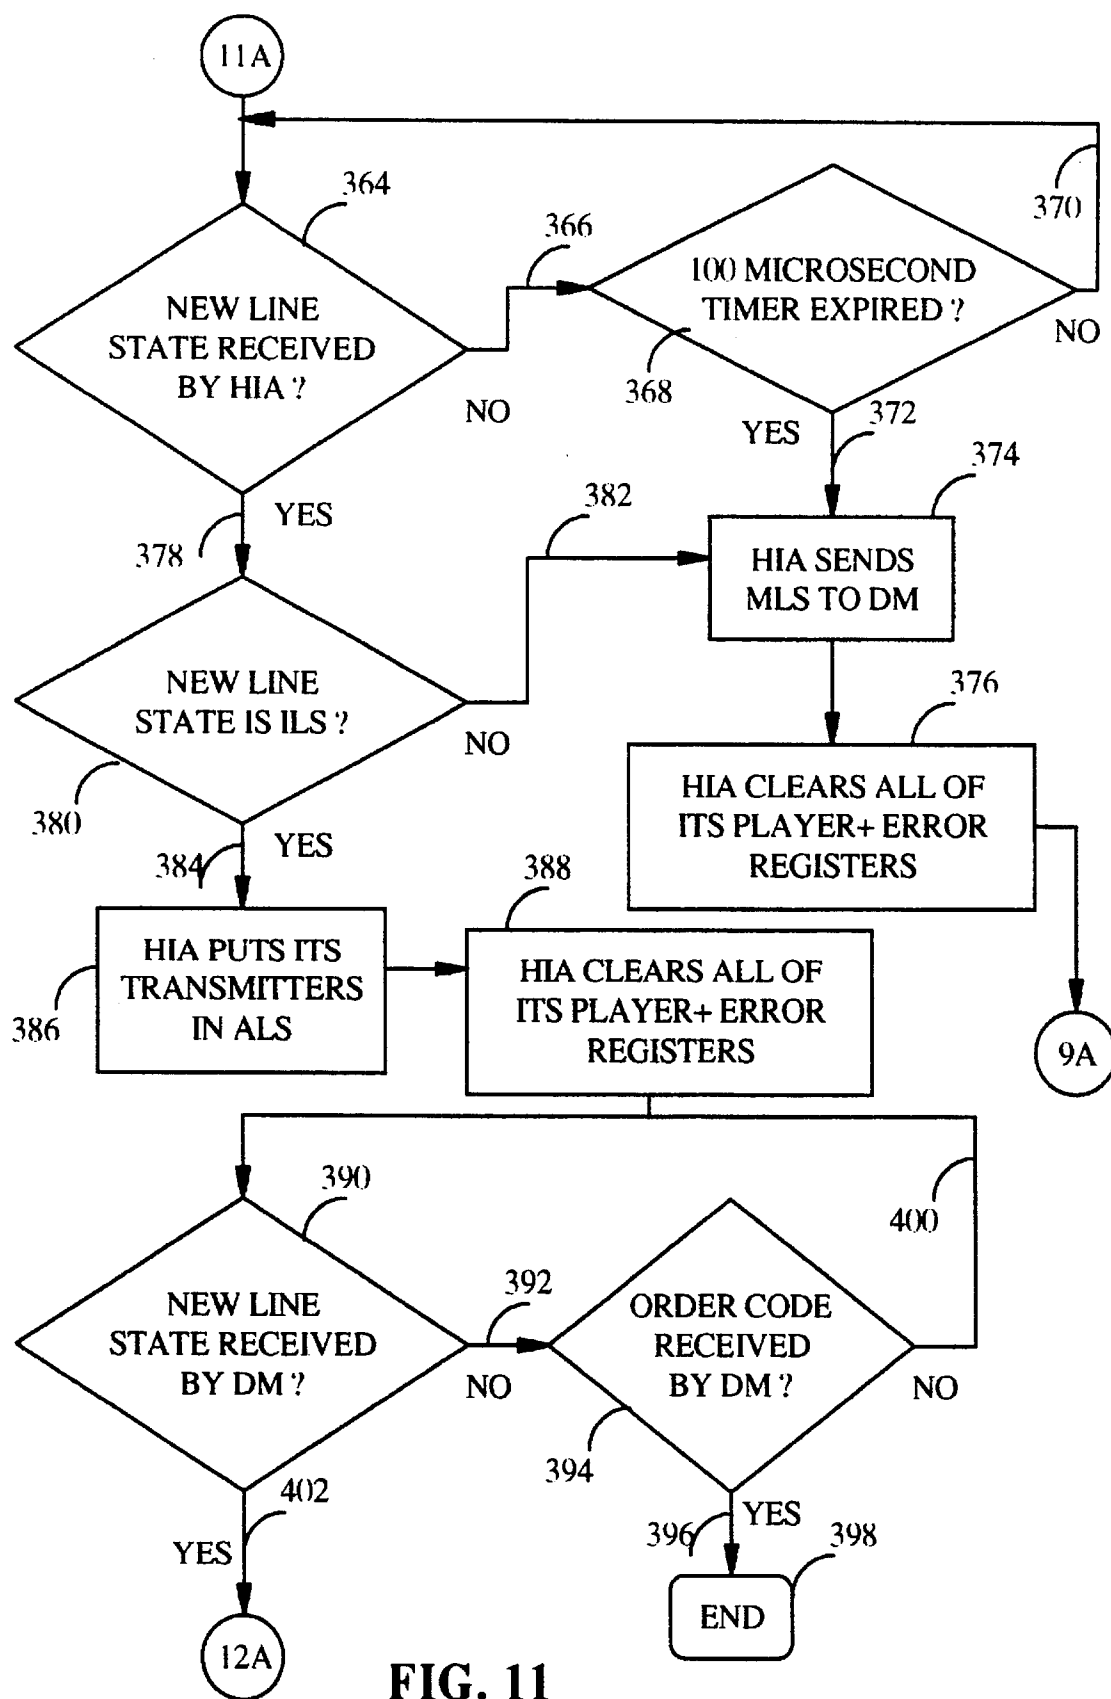 11A
364
370
366
NEW LINE
STATE RECEIVED
BY HIA ?
NO
100 MICROSECOND
TIMER EXPIRED ?
NO
368
YES
372
374
YES
378
382
HIA SENDS
MLS TO DM
NEW LINE
STATE IS ILS ?
NO
376
380
YES
384
HIA CLEARS ALL OF
ITS PLAYER+ ERROR
REGISTERS
388
HIA PUTS ITS
TRANSMITTERS
IN ALS
386
HIA CLEARS ALL OF
ITS PLAYER+ ERROR
REGISTERS
9A
390
400
NEW LINE
STATE RECEIVED
BY DM ?
392
NO
ORDER CODE
RECEIVED
BY DM ?
NO
394
402
YES
396
YES
398
END
12A
FIG. 11